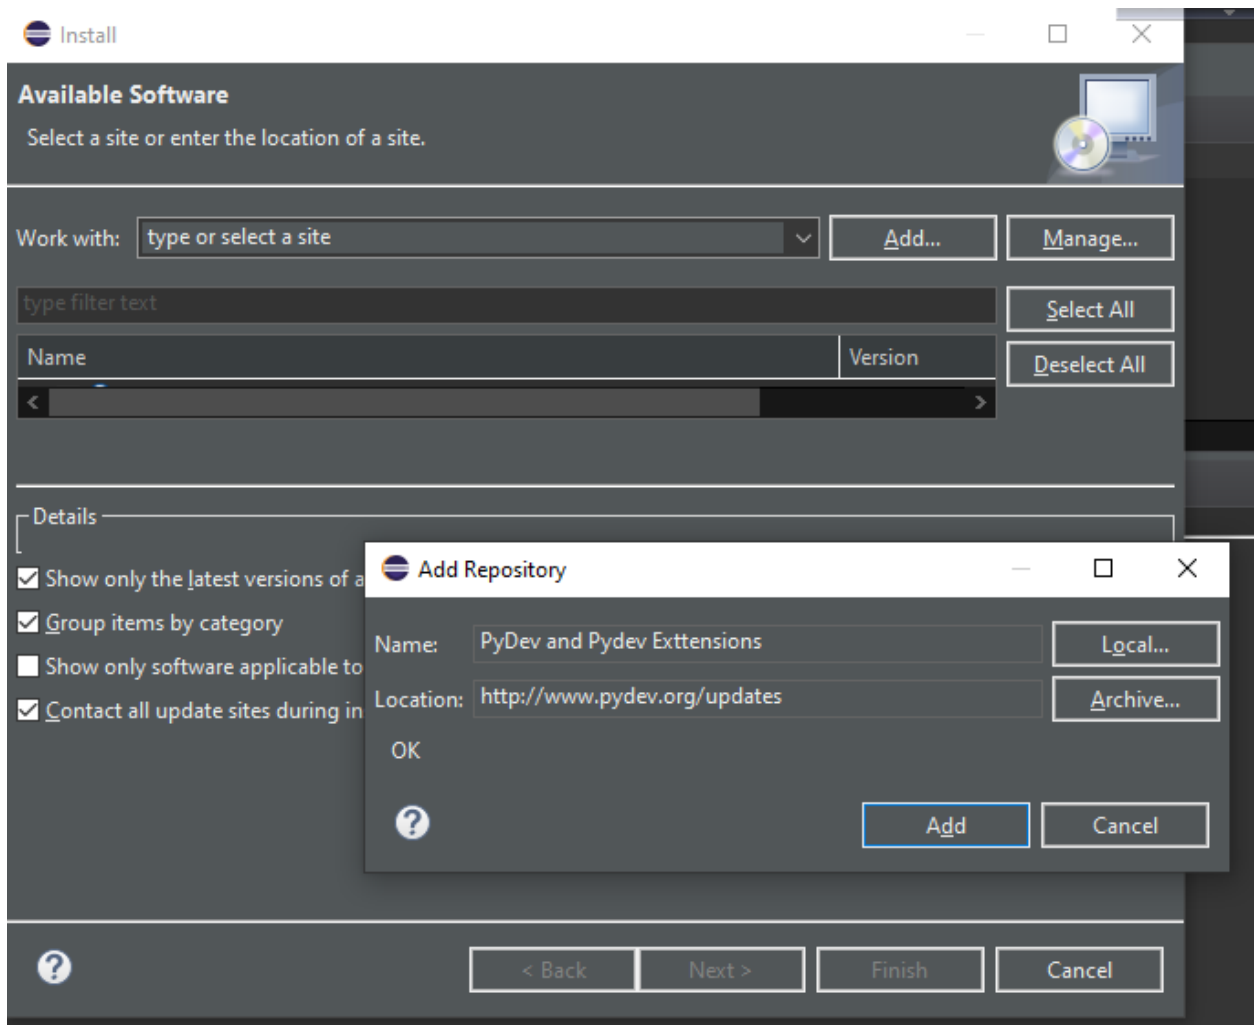 Install
Available Software
Select a site or enter the location of a site.
Work with: type or select a site Add... Manage...
type filter text
Select All
Name Version
Deselect All
Details
Show only the latest versions of a
Group items by category
Show only software applicable to
Contact all update sites during in
Add Repository
Name: PyDev and Pydev Exttensions Local...
Location: http://www.pydev.org/updates Archive...
OK
Add Cancel
< Back Next > Finish Cancel